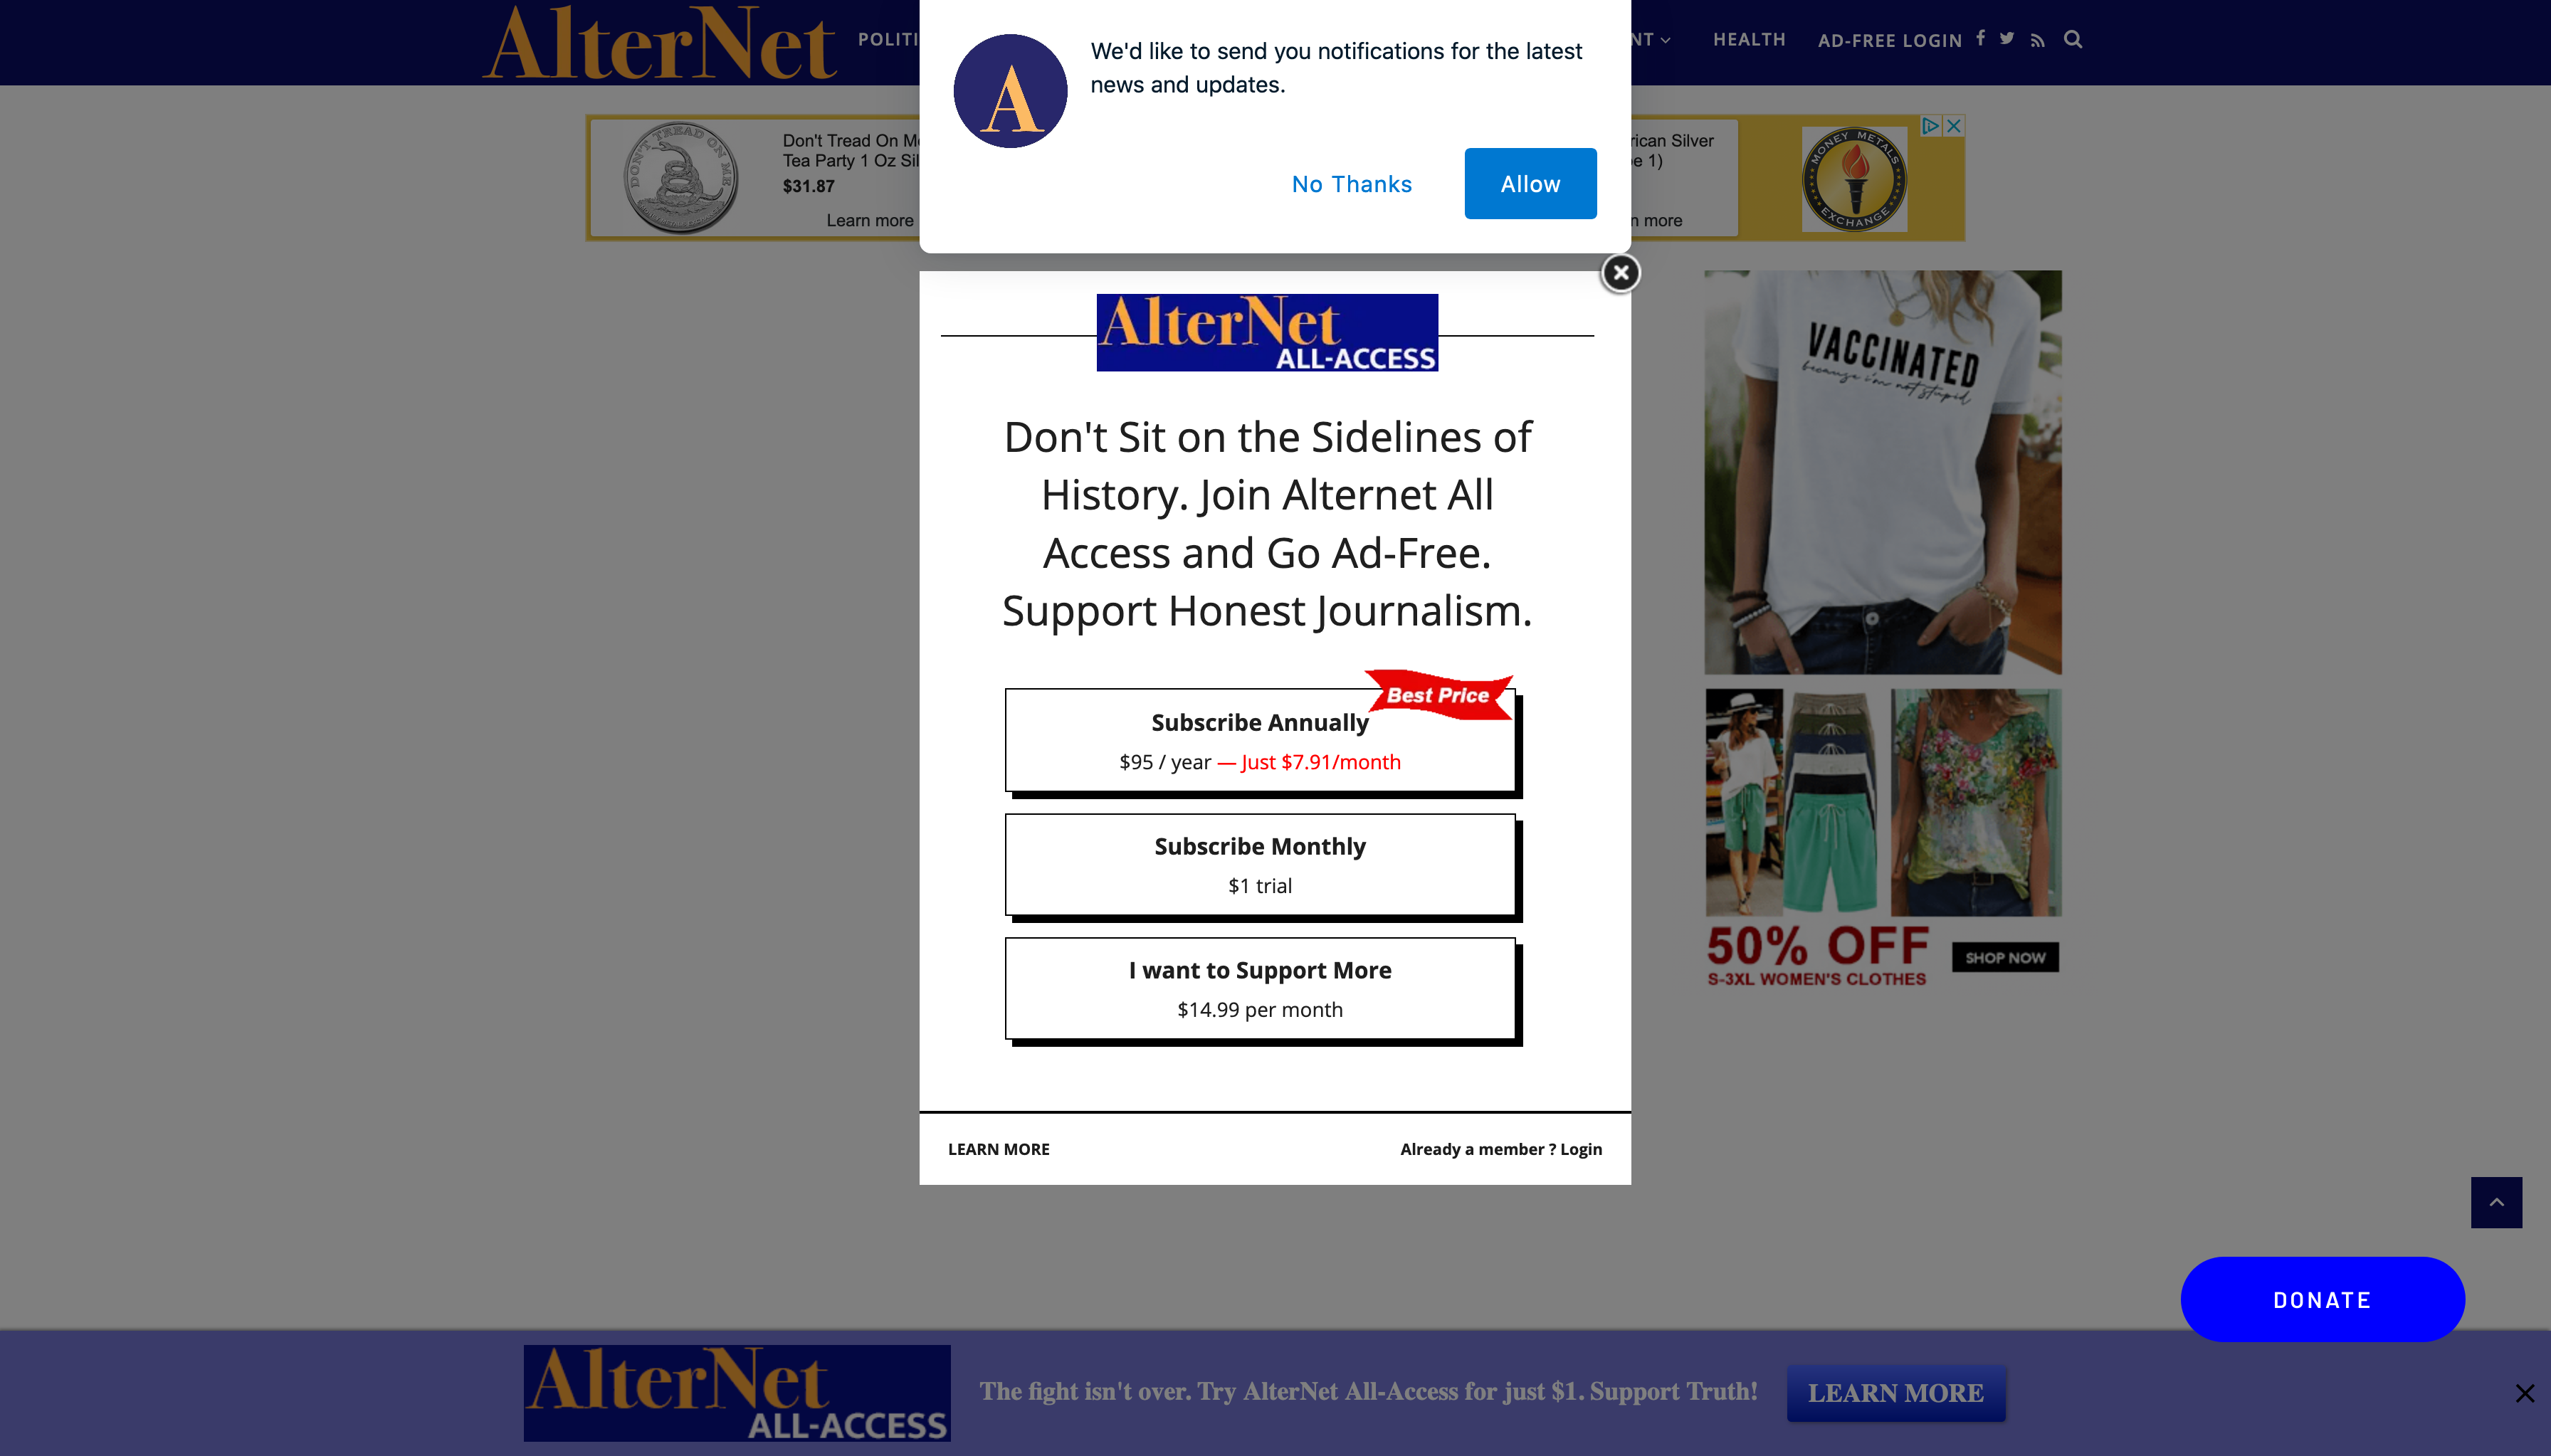 AlterNet
POLITI
NT
HEALTH
AD-FREE LOGIN
We'd like to send you notifications for the latest
news and updates.
No Thanks
Allow
DON'T TREAD ON ME
Don't Tread On M
Tea Party 1 Oz Sil
$31.87
Learn more
rican Silver
e 1)
n more
MONEY METALS
EXCHANGE
AlterNet
ALL-ACCESS
Don't Sit on the Sidelines of
History. Join Alternet All
Access and Go Ad-Free.
Support Honest Journalism.
Best Price
Subscribe Annually
$95 / year — Just $7.91/month
Subscribe Monthly
$1 trial
I want to Support More
$14.99 per month
LEARN MORE
Already a member ? Login
VACCINATED
because i'm not stupid
50% OFF
S-3XL WOMEN'S CLOTHES
SHOP NOW
DONATE
AlterNet
ALL-ACCESS
The fight isn't over. Try AlterNet All-Access for just $1. Support Truth!
LEARN MORE